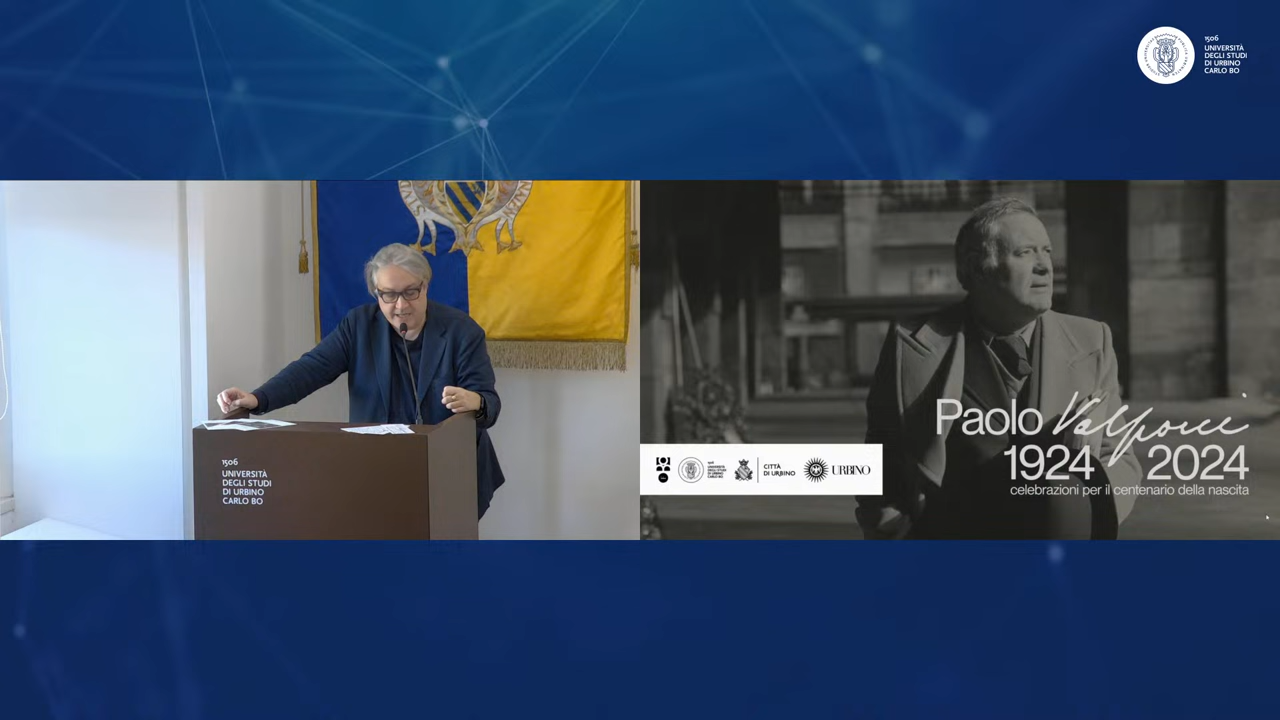 1506
UNIVERSITÀ
DEGLI STUDI
DI URBINO
CARLO BO
1506
UNIVERSITÀ
DEGLI STUDI
DI URBINO
CARLO BO
CITTÀ
DI URBINO
URBINO
Paolo Volponi
1924 2024
celebrazioni per il centenario della nascita